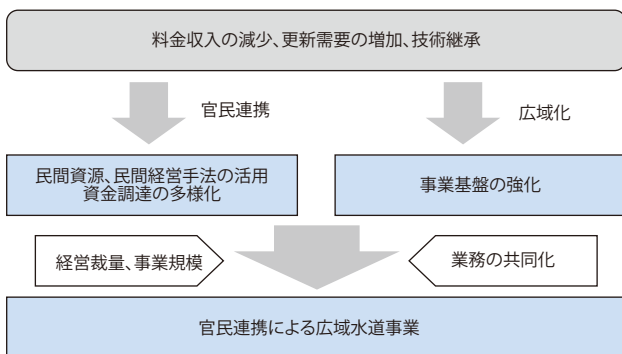 料金収入の減少、更新需要の増加、技術継承
官民連携
広域化
民間資源、民間経営手法の活用
資金調達の多様化
事業基盤の強化
経営裁量、事業規模
業務の共同化
官民連携による広域水道事業